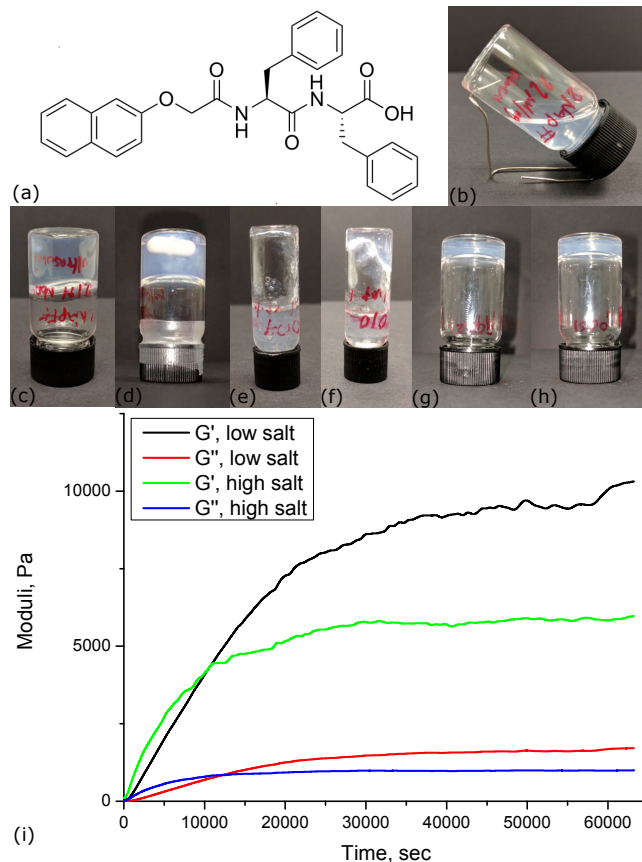 O
O
O
H
N
OH
N
H
O
(a)
(b)
(c)
(d)
(e)
(f)
(g)
(h)
G', low salt
G'', low salt
G', high salt
G'', high salt
10000
5000
0
Moduli, Pa
0 10000 20000 30000 40000 50000 60000
Time, sec
(i)